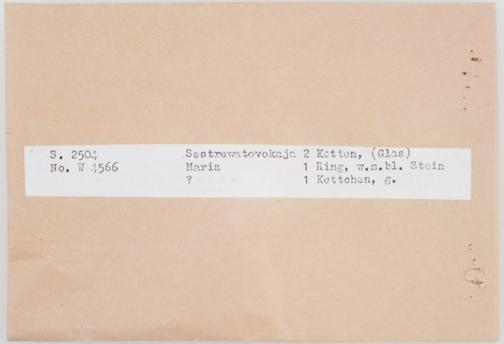 S. 2504 Sestrewatovokaja 2 Ketten, (Glas)
No. W 4566 Maria 1 Ring, w.m.bl. Stein
? 1 Kettchen, g.